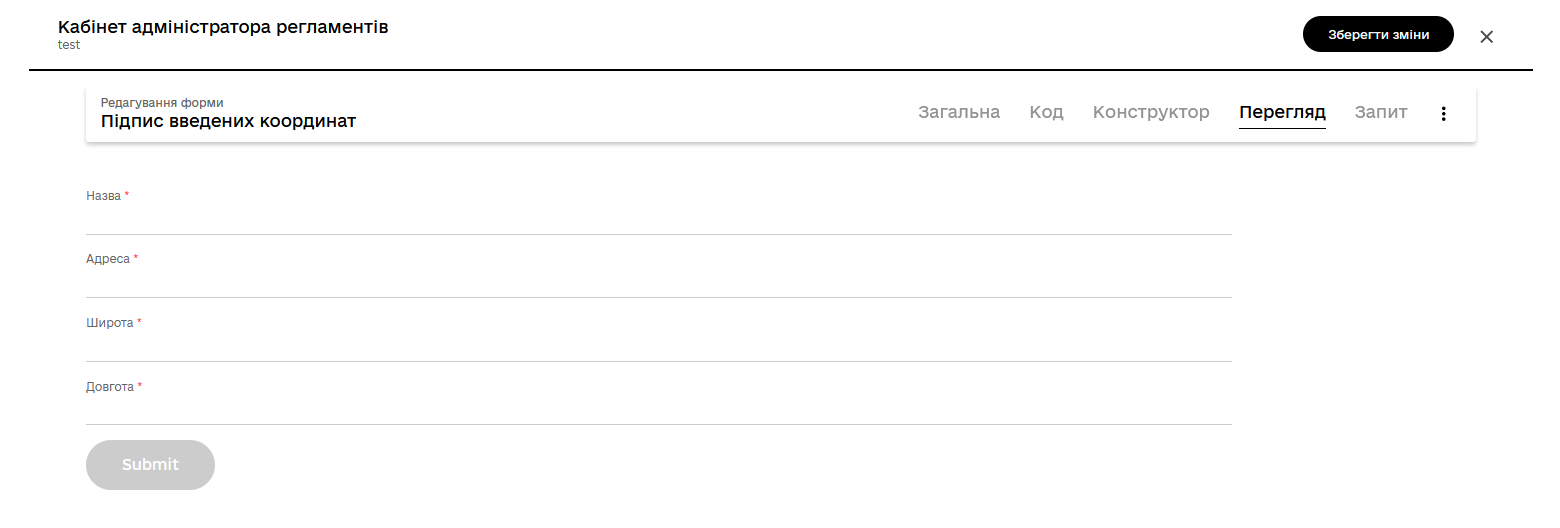 Кабінет адміністратора регламентів
test
Зберегти зміни
Редагування форми
Підпис введених координат
Загальна Код Конструктор Перегляд Запит
Назва *
Адреса *
Широта *
Довгота *
Submit